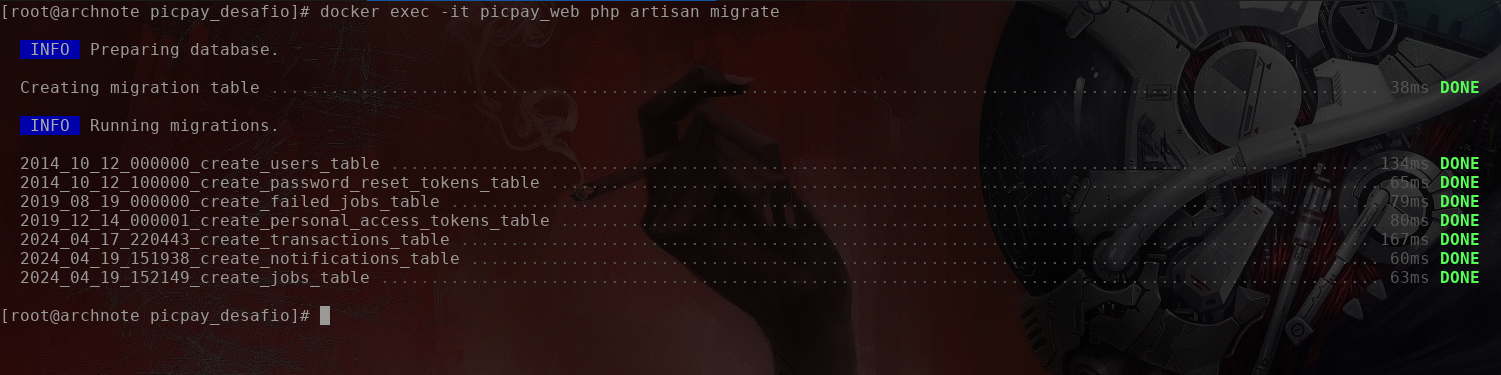 [root@archnote picpay_desafio]# docker exec -it picpay_web php artisan migrate
INFO Preparing database.
Creating migration table ............................................................................................................... 38ms DONE
INFO Running migrations.
2014_10_12_000000_create_users_table .................................................................................................. 134ms DONE
2014_10_12_100000_create_password_reset_tokens_table ................................................................................... 65ms DONE
2019_08_19_000000_create_failed_jobs_table ............................................................................................. 79ms DONE
2019_12_14_000001_create_personal_access_tokens_table .................................................................................. 80ms DONE
2024_04_17_220443_create_transactions_table ........................................................................................... 167ms DONE
2024_04_19_151938_create_notifications_table ........................................................................................... 60ms DONE
2024_04_19_152149_create_jobs_table .................................................................................................... 63ms DONE
[root@archnote picpay_desafio]#